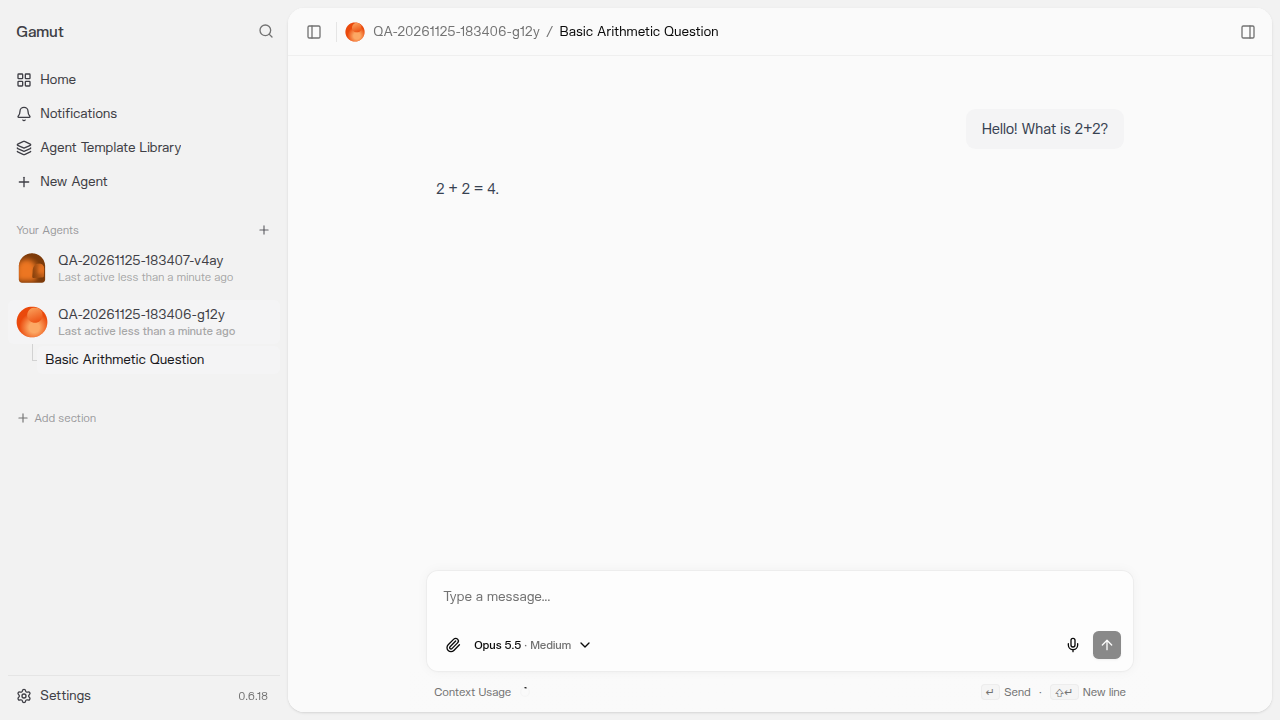 Gamut
Home
Notifications
Agent Template Library
New Agent
Your Agents
QA-20261125-183407-v4ay
Last active less than a minute ago
QA-20261125-183406-g12y
Last active less than a minute ago
Basic Arithmetic Question
Add section
Settings
0.6.18
QA-20261125-183406-g12y / Basic Arithmetic Question
Hello! What is 2+2?
2 + 2 = 4.
Type a message...
Opus 5.5 · Medium
Context Usage
Send · New line